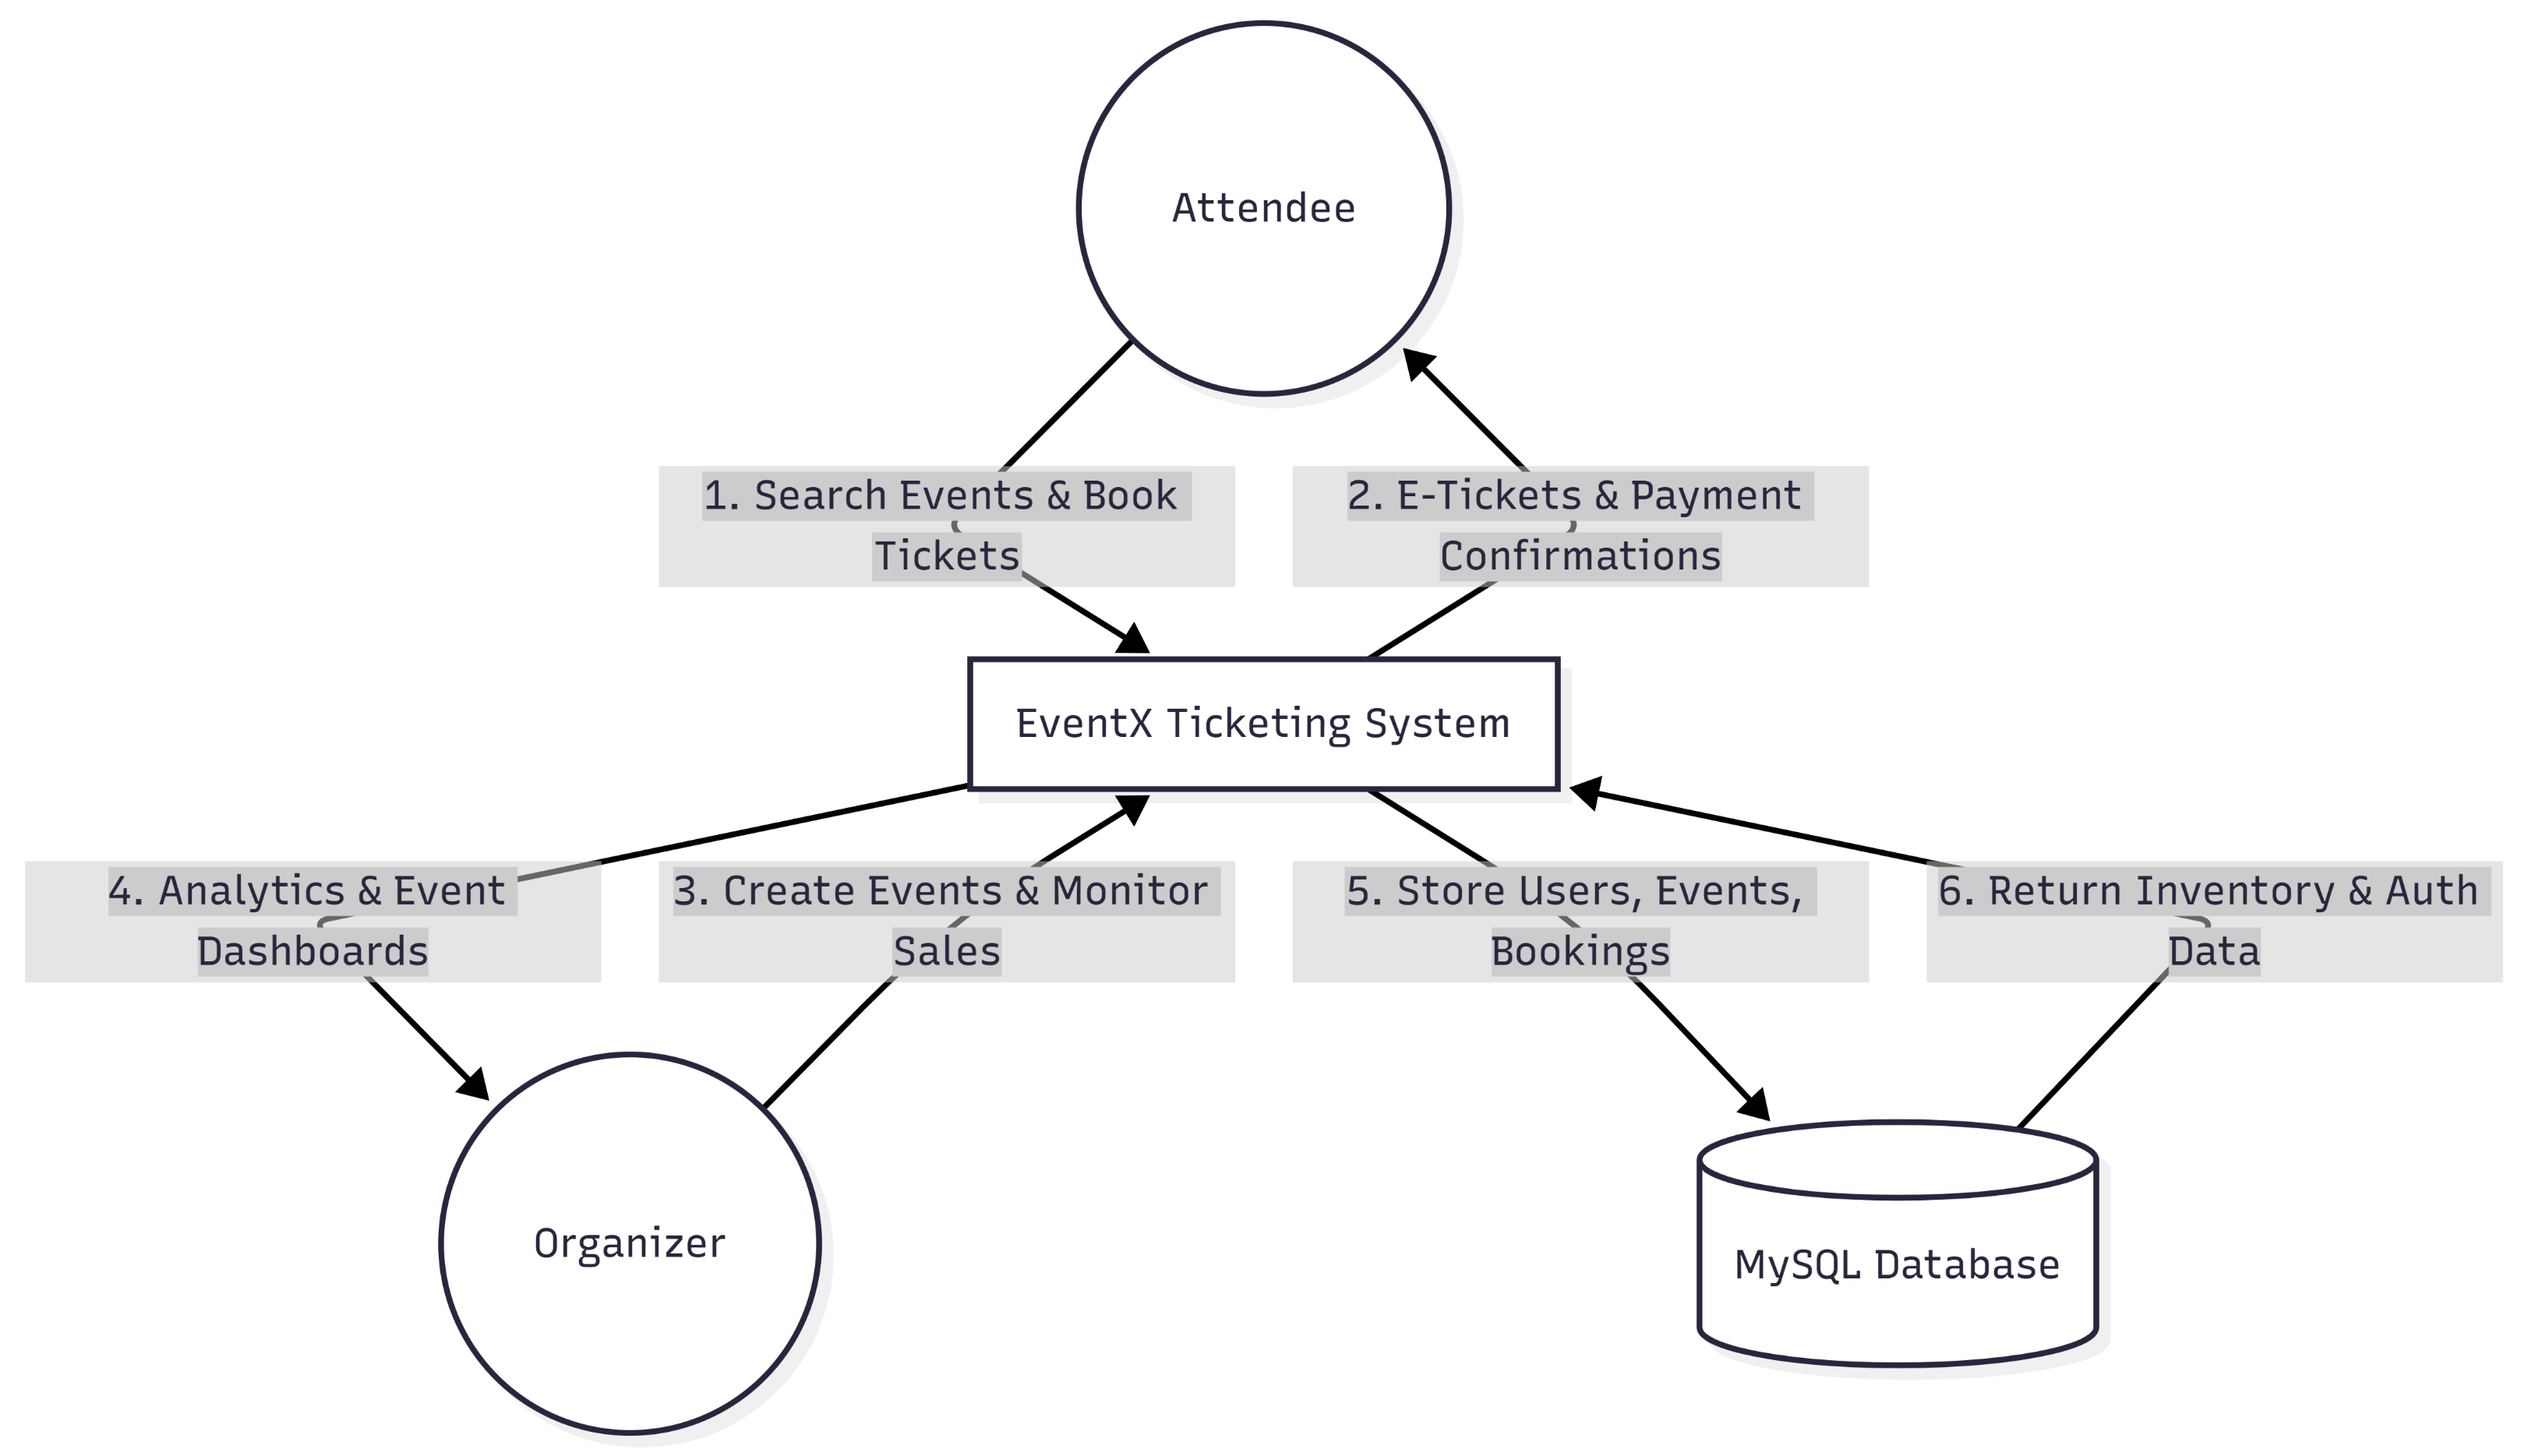 Attendee
1. Search Events & Book
Tickets
2. E-Tickets & Payment
Confirmations
EventX Ticketing System
4. Analytics & Event
Dashboards
3. Create Events & Monitor
Sales
5. Store Users, Events,
Bookings
6. Return Inventory & Auth
Data
Organizer
MySQL Database